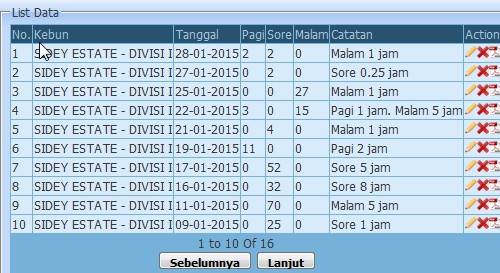 List Data
No. Kebun Tanggal Pagi Sore Malam Catatan Action
1 SIDEY ESTATE - DIVISI I 28-01-2015 2 2 0 Malam 1 jam
2 SIDEY ESTATE - DIVISI I 27-01-2015 0 2 0 Sore 0.25 jam
3 SIDEY ESTATE - DIVISI I 25-01-2015 0 0 27 Malam 1 jam
4 SIDEY ESTATE - DIVISI I 22-01-2015 3 0 15 Pagi 1 jam. Malam 5 jam
5 SIDEY ESTATE - DIVISI I 21-01-2015 0 4 0 Malam 1 jam
6 SIDEY ESTATE - DIVISI I 19-01-2015 11 0 0 Pagi 2 jam
7 SIDEY ESTATE - DIVISI I 17-01-2015 0 52 0 Sore 5 jam
8 SIDEY ESTATE - DIVISI I 16-01-2015 0 32 0 Sore 8 jam
9 SIDEY ESTATE - DIVISI I 11-01-2015 0 70 0 Malam 5 jam
10 SIDEY ESTATE - DIVISI I 09-01-2015 0 25 0 Sore 1 jam
1 to 10 Of 16
Sebelumnya Lanjut